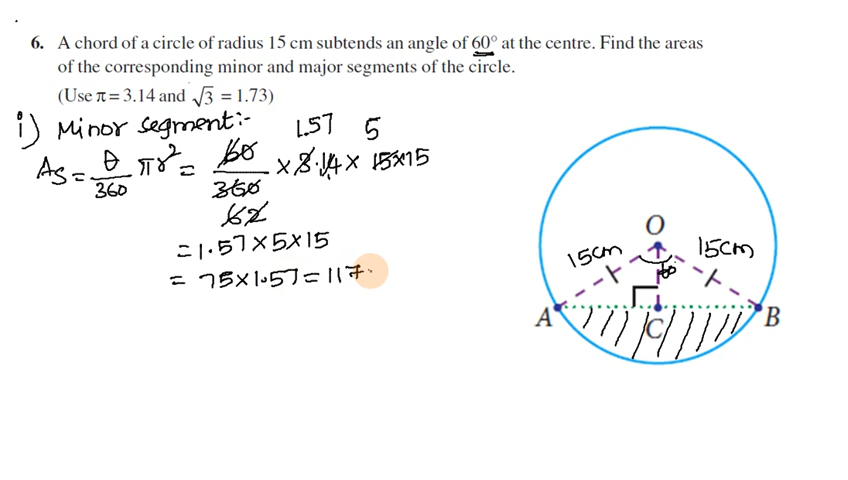 6. A chord of a circle of radius 15 cm subtends an angle of 60° at the centre. Find the areas
of the corresponding minor and major segments of the circle.
(Use π = 3.14 and √3 = 1.73)
i) Minor segment:-
1.57 5
As = θ/360 πr² = 60/360 × 3.14 × 15×15
62
= 1.57 × 5 × 15
= 75 × 1.57 = 117.
O
15cm 15cm
60
A C B